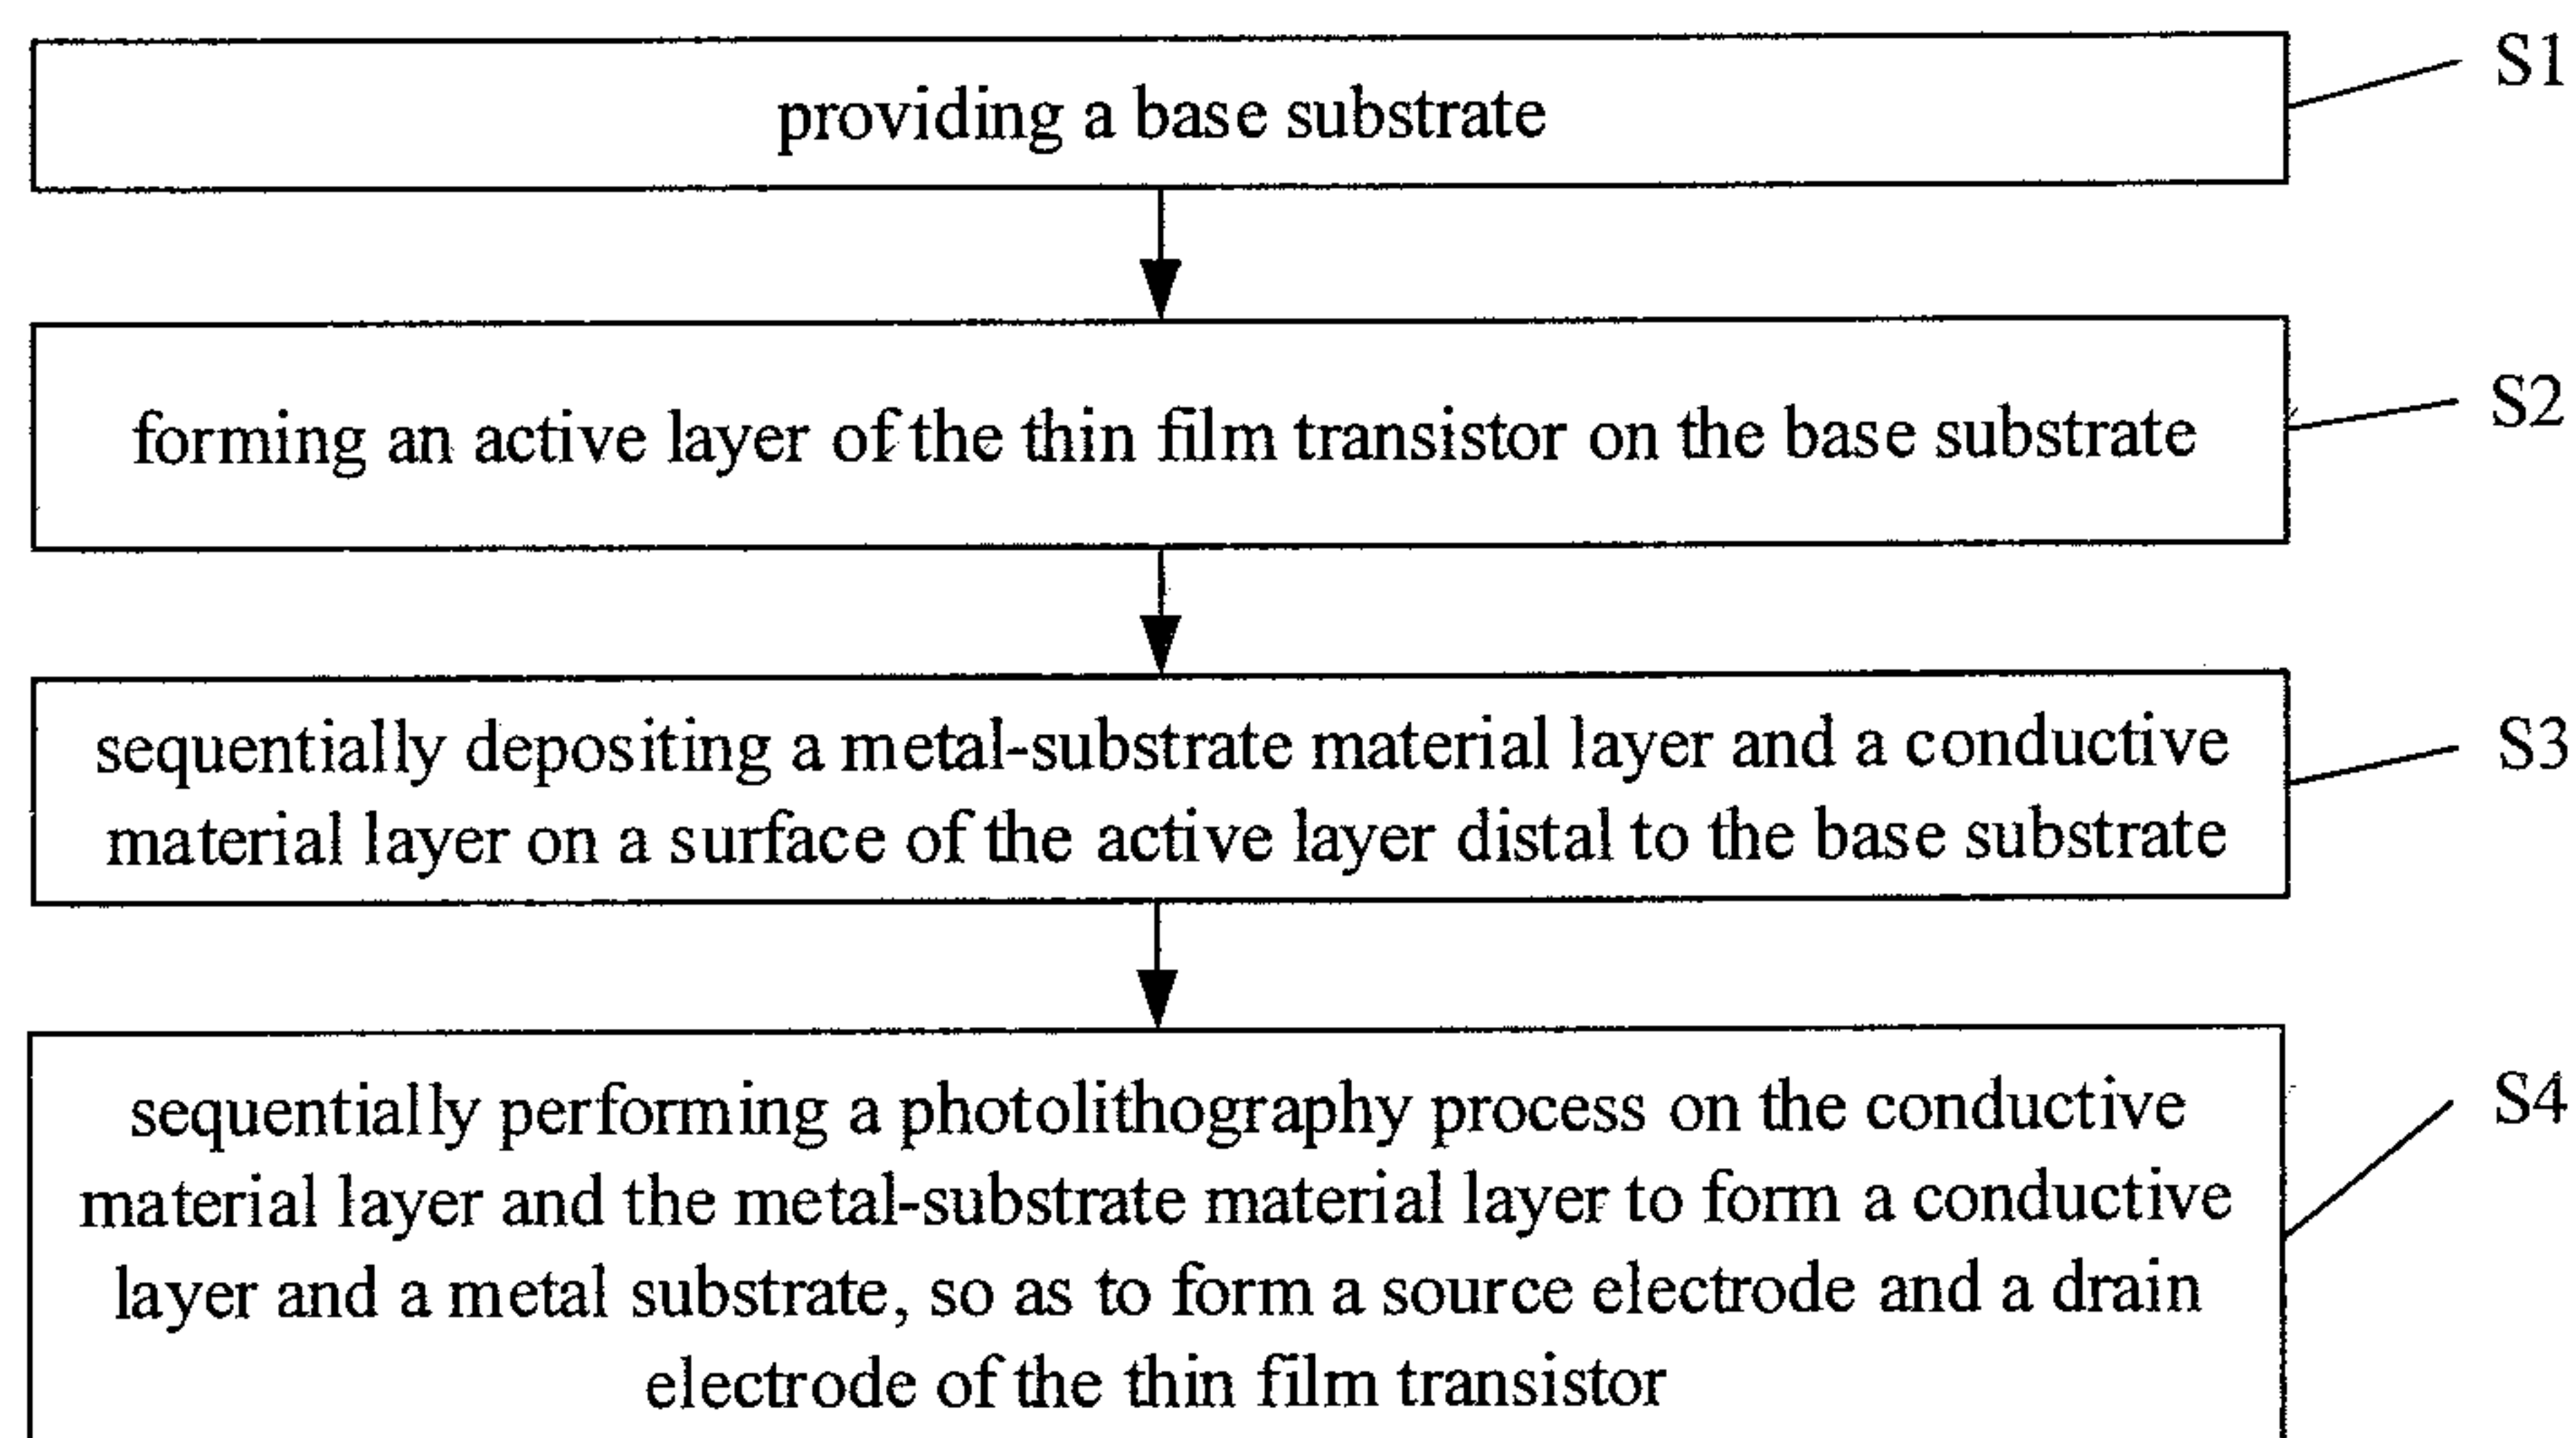 providing a base substrate
S1
forming an active layer of the thin film transistor on the base substrate
S2
sequentially depositing a metal-substrate material layer and a conductive
material layer on a surface of the active layer distal to the base substrate
S3
sequentially performing a photolithography process on the conductive
material layer and the metal-substrate material layer to form a conductive
layer and a metal substrate, so as to form a source electrode and a drain
electrode of the thin film transistor
S4